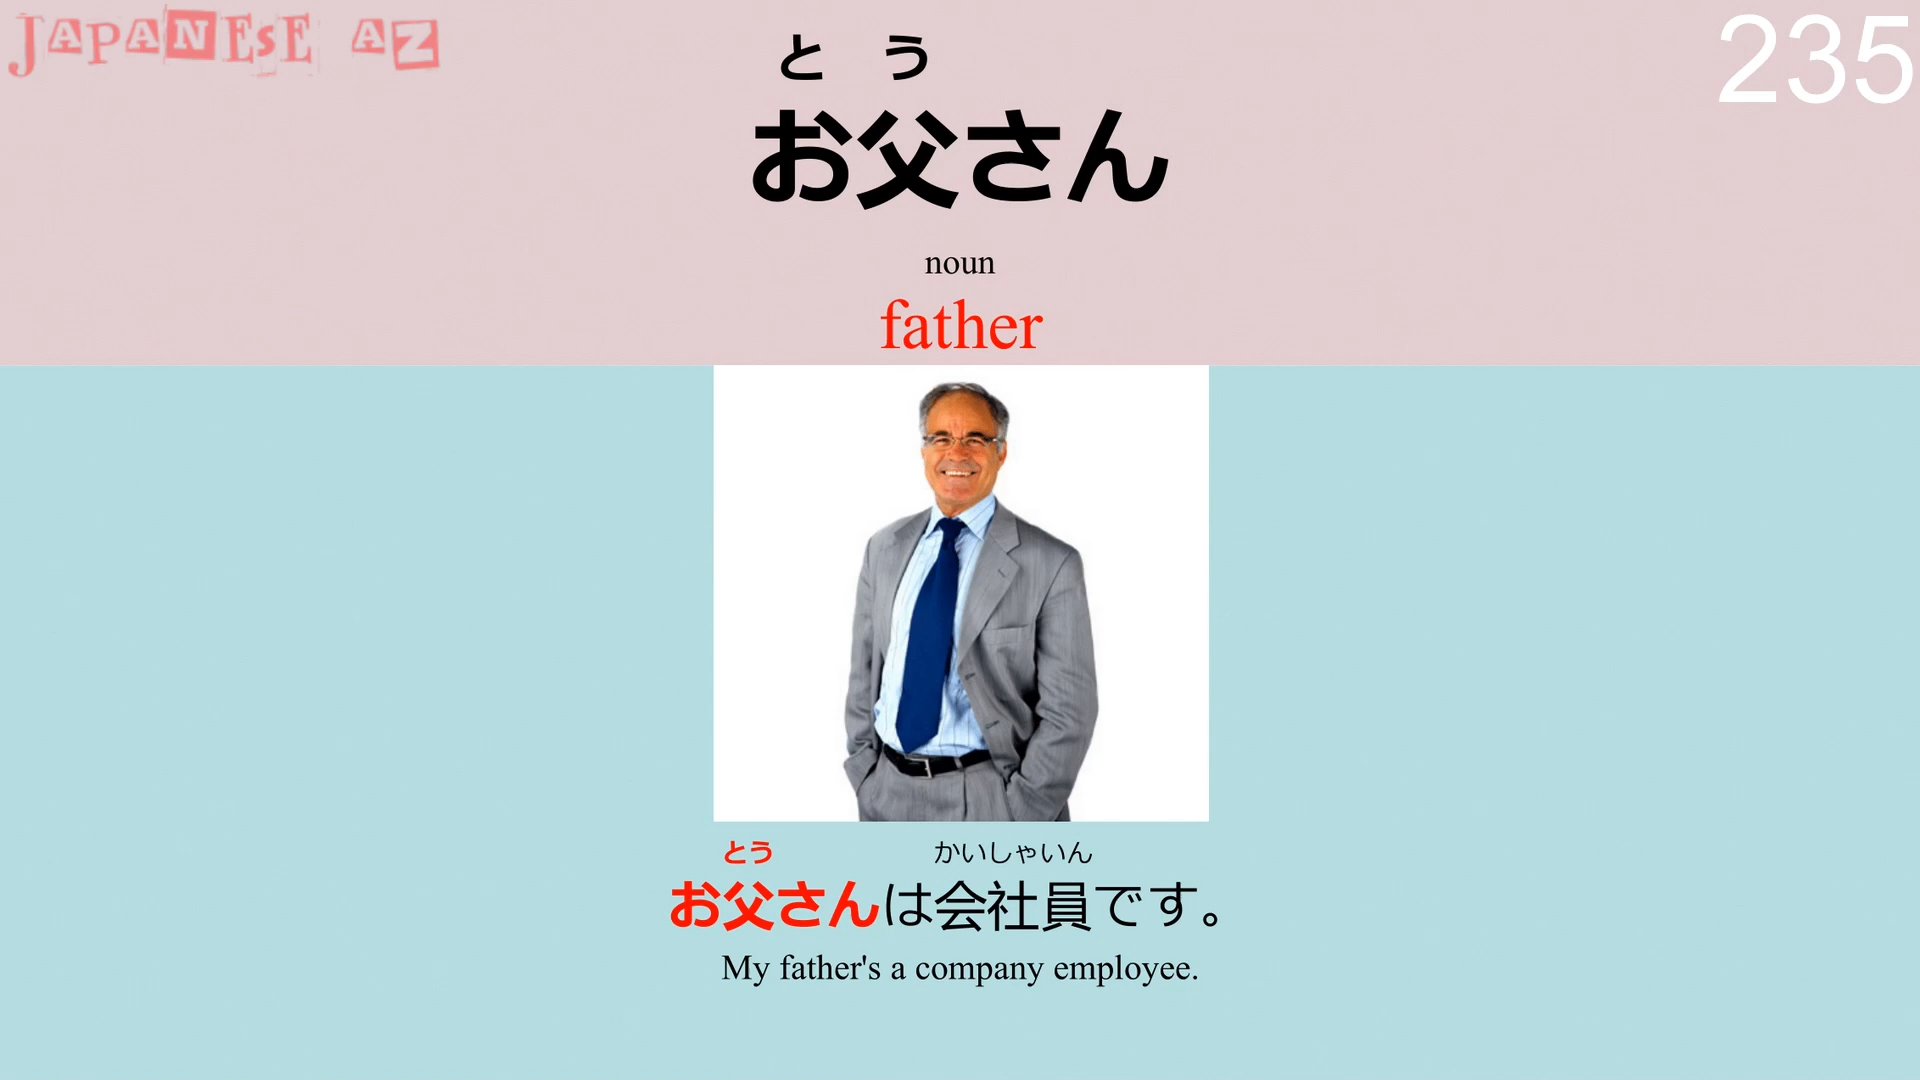 JAPANESE AZ
235
とう
お父さん
noun
father
とう かいしゃいん
お父さんは会社員です。
My father's a company employee.